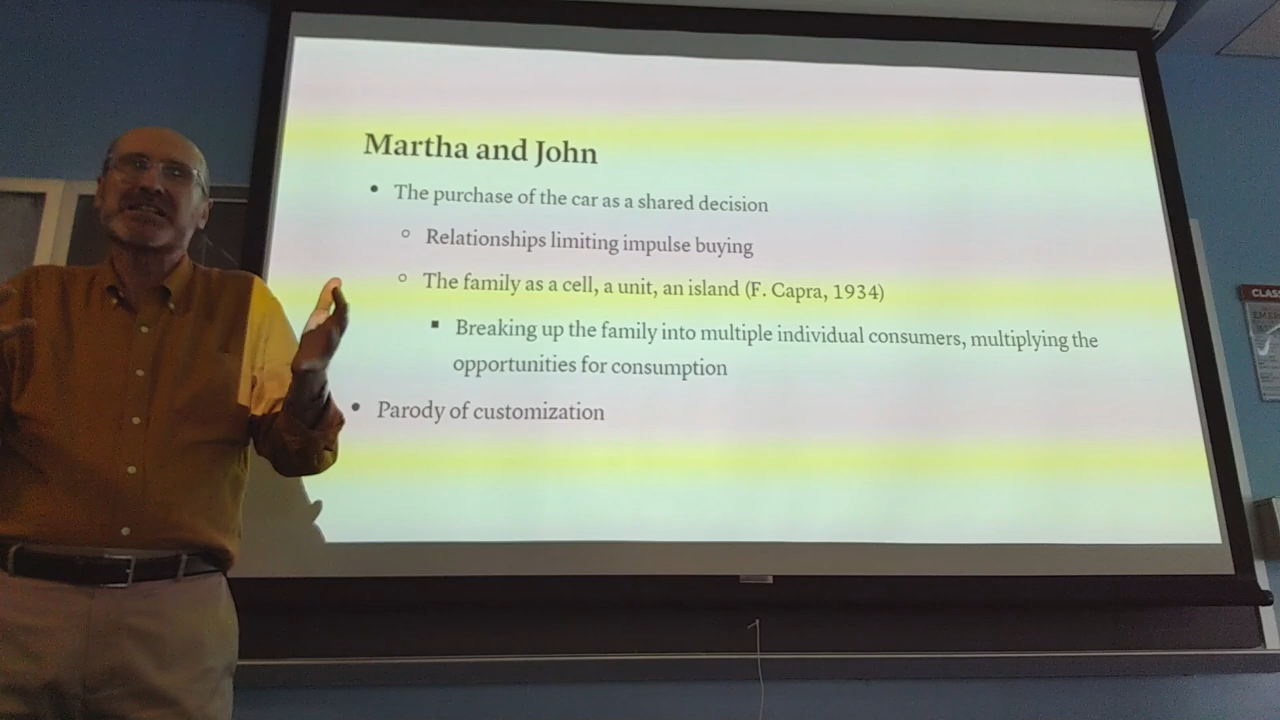 Martha and John
• The purchase of the car as a shared decision
◦ Relationships limiting impulse buying
◦ The family as a cell, a unit, an island (F. Capra, 1934)
▪ Breaking up the family into multiple individual consumers, multiplying the
opportunities for consumption
• Parody of customization
CLAS
EMER